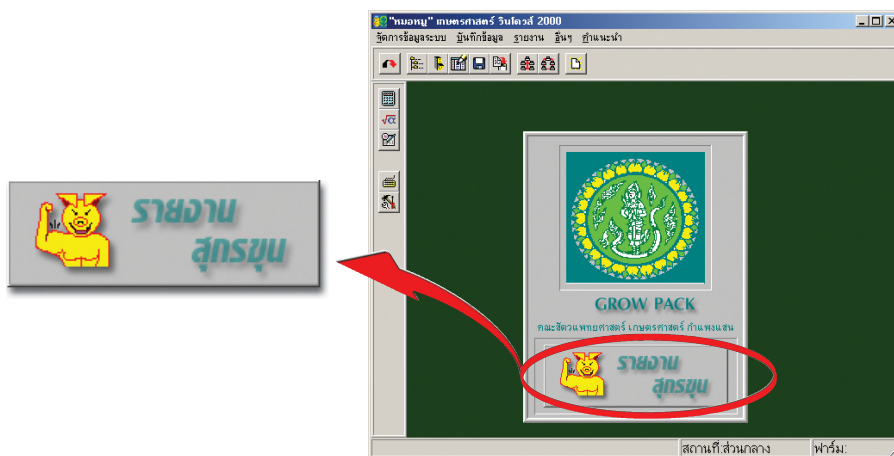 รายงาน
สุกรขุน
"หมอหมู" เกษตรศาสตร์ วินโดวส์ 2000
จัดการข้อมูลระบบ บันทึกข้อมูล รายงาน อื่นๆ คำแนะนำ
√α
GROW PACK
คณะสัตวแพทยศาสตร์ เกษตรศาสตร์ กำแพงแสน
รายงาน
สุกรขุน
สถานที่:ส่วนกลาง ฟาร์ม: